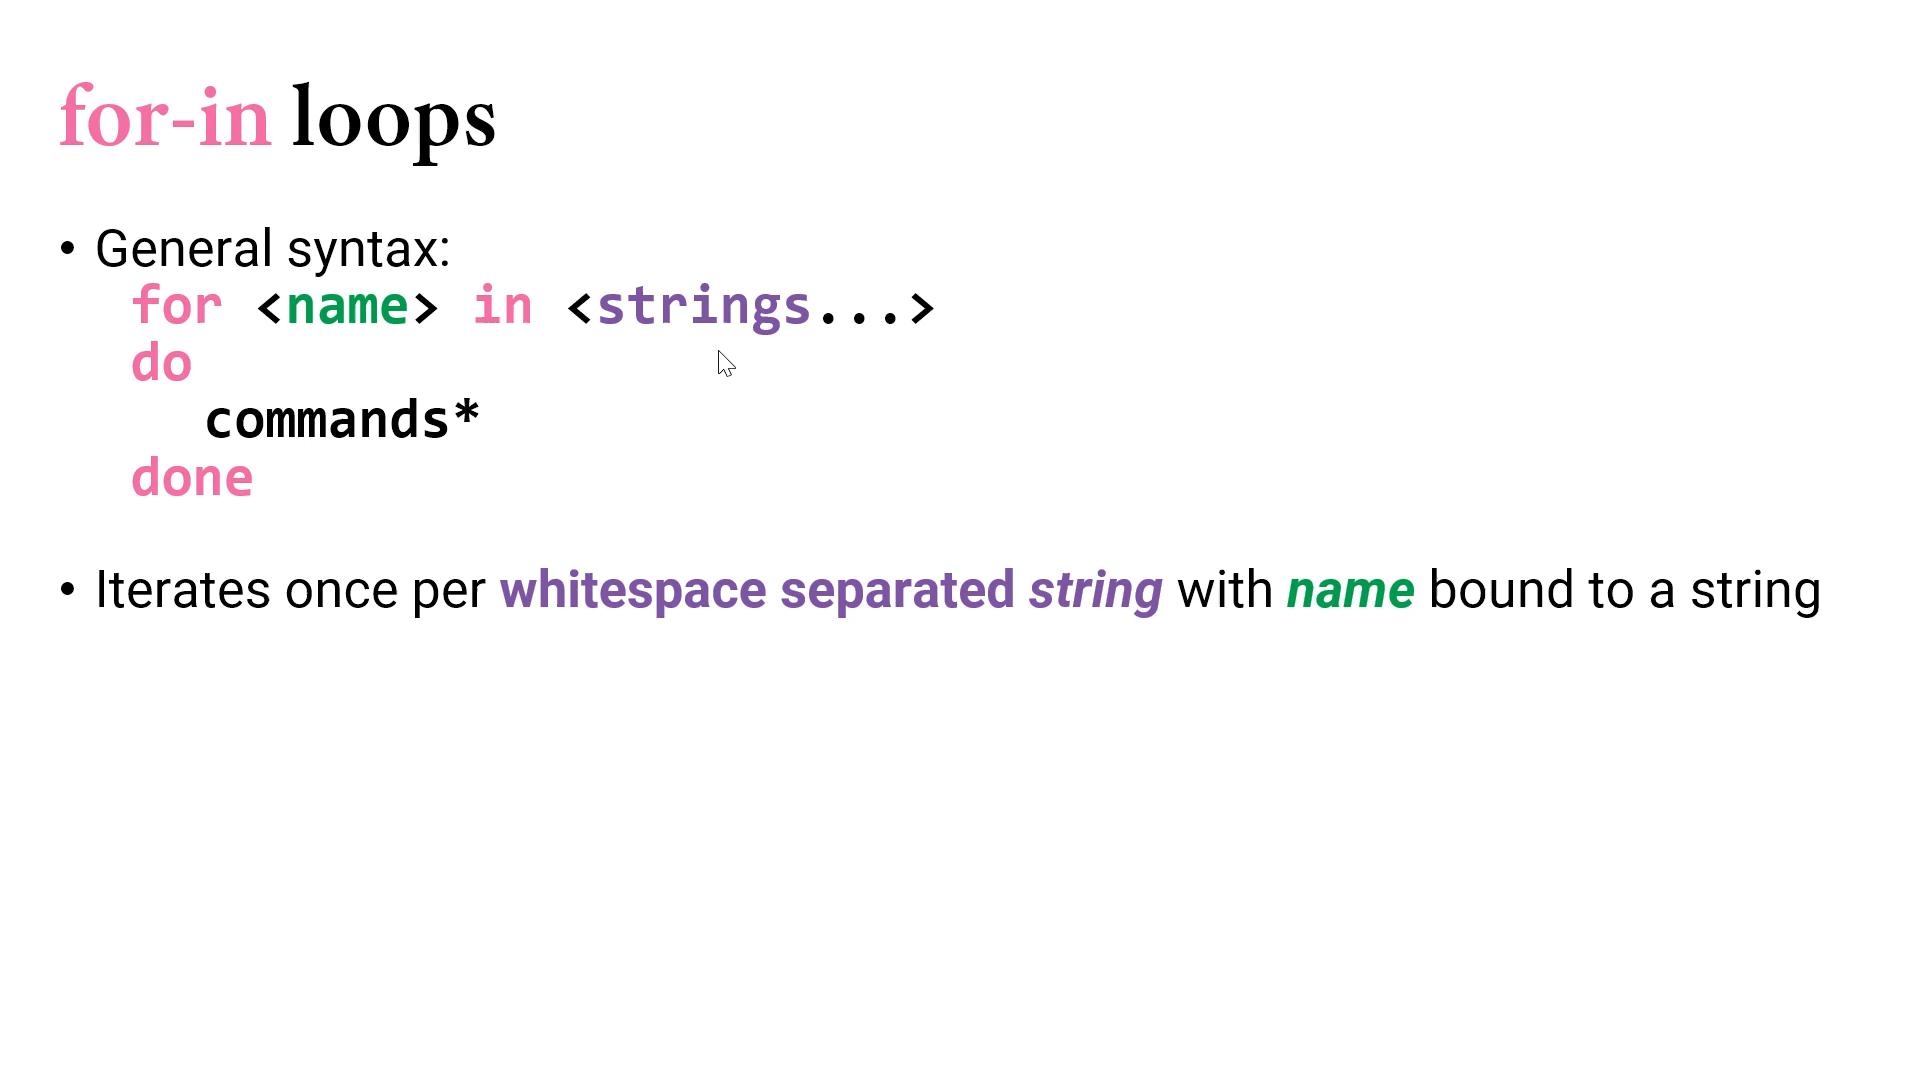 for-in loops
• General syntax:
for <name> in <strings...>
do
commands*
done
• Iterates once per whitespace separated string with name bound to a string